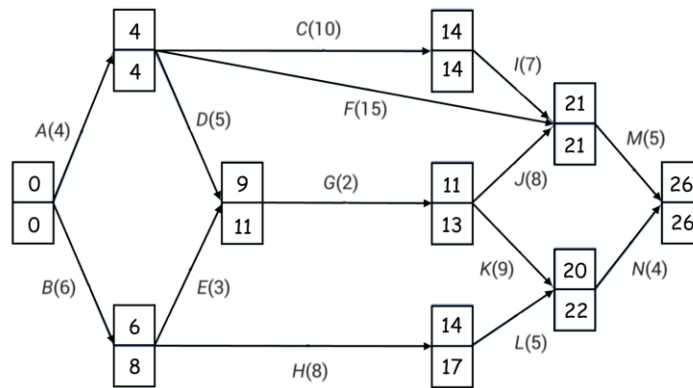 C(10)
4
4
14
14
I(7)
F(15)
21
21
A(4)
D(5)
M(5)
0
0
9
11
G(2)
11
13
J(8)
26
26
B(6)
E(3)
K(9)
20
22
N(4)
6
8
14
17
L(5)
H(8)